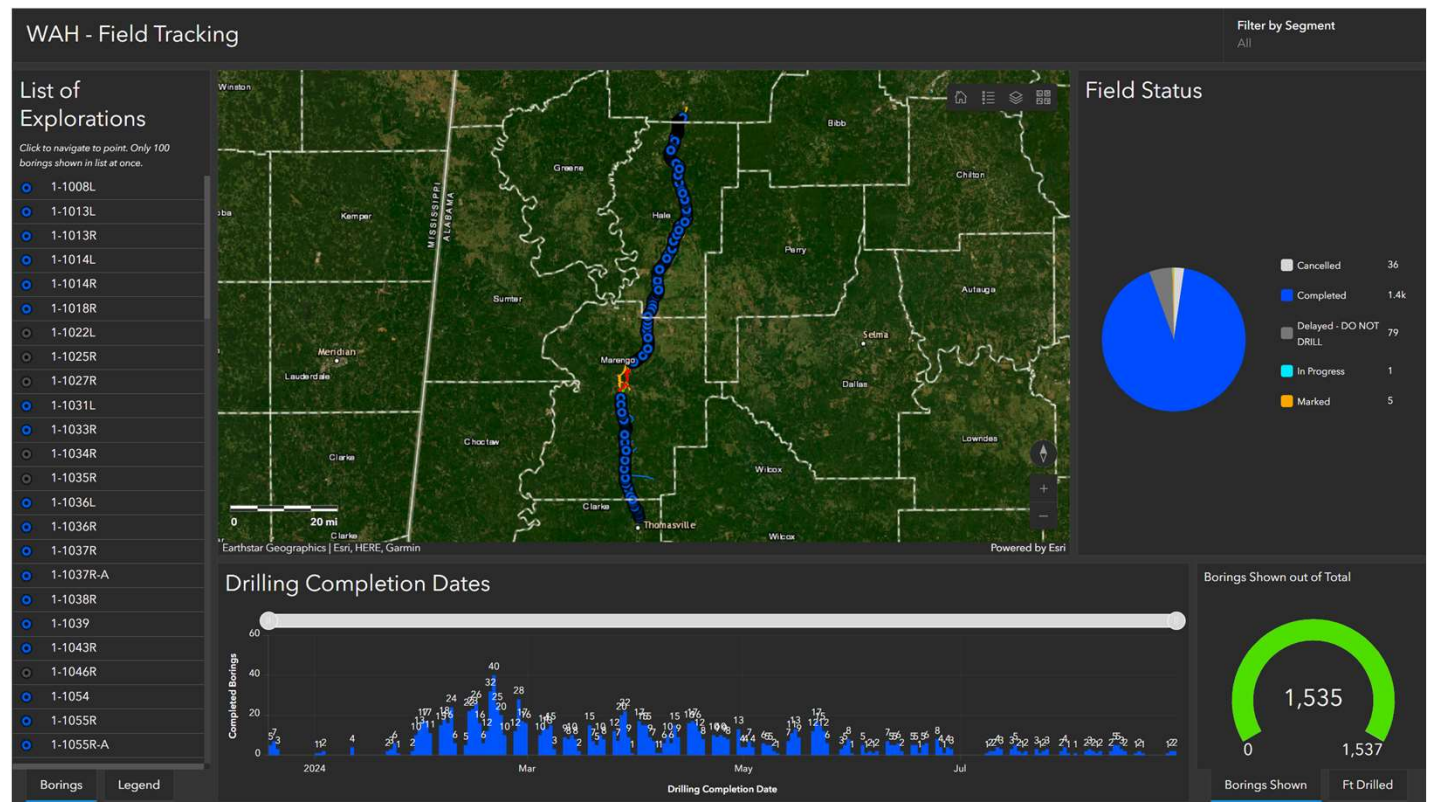 WAH - Field Tracking
Filter by Segment
All
List of
Explorations
Click to navigate to point. Only 100
borings shown in list at once.
1-1008L
1-1013L
1-1013R
1-1014L
1-1014R
1-1018R
1-1022L
1-1025R
1-1027R
1-1031L
1-1033R
1-1034R
1-1035R
1-1036L
1-1036R
1-1037R
1-1037R-A
1-1038R
1-1039
1-1043R
1-1046R
1-1054
1-1055R
1-1055R-A
Borings
Legend
Winston
Bibb
Greene
Chilton
MISSISSIPPI
ALABAMA
Kemper
Hale
Perry
Sumter
Autauga
Selma
Meridian
Marengo
Lauderdale
Dallas
Choctaw
Lowndes
Clarke
Wilcox
Clarke
0
20 mi
Thomasville
Clarke
Wilcox
Earthstar Geographics | Esri, HERE, Garmin
Powered by Esri
Field Status
Cancelled 36
Completed 1.4k
Delayed - DO NOT
DRILL 79
In Progress 1
Marked 5
Drilling Completion Dates
Completed Borings
60
40
20
0
40
32
28
24
2024
Mar
May
Jul
Drilling Completion Date
Borings Shown out of Total
1,535
0
1,537
Borings Shown
Ft Drilled